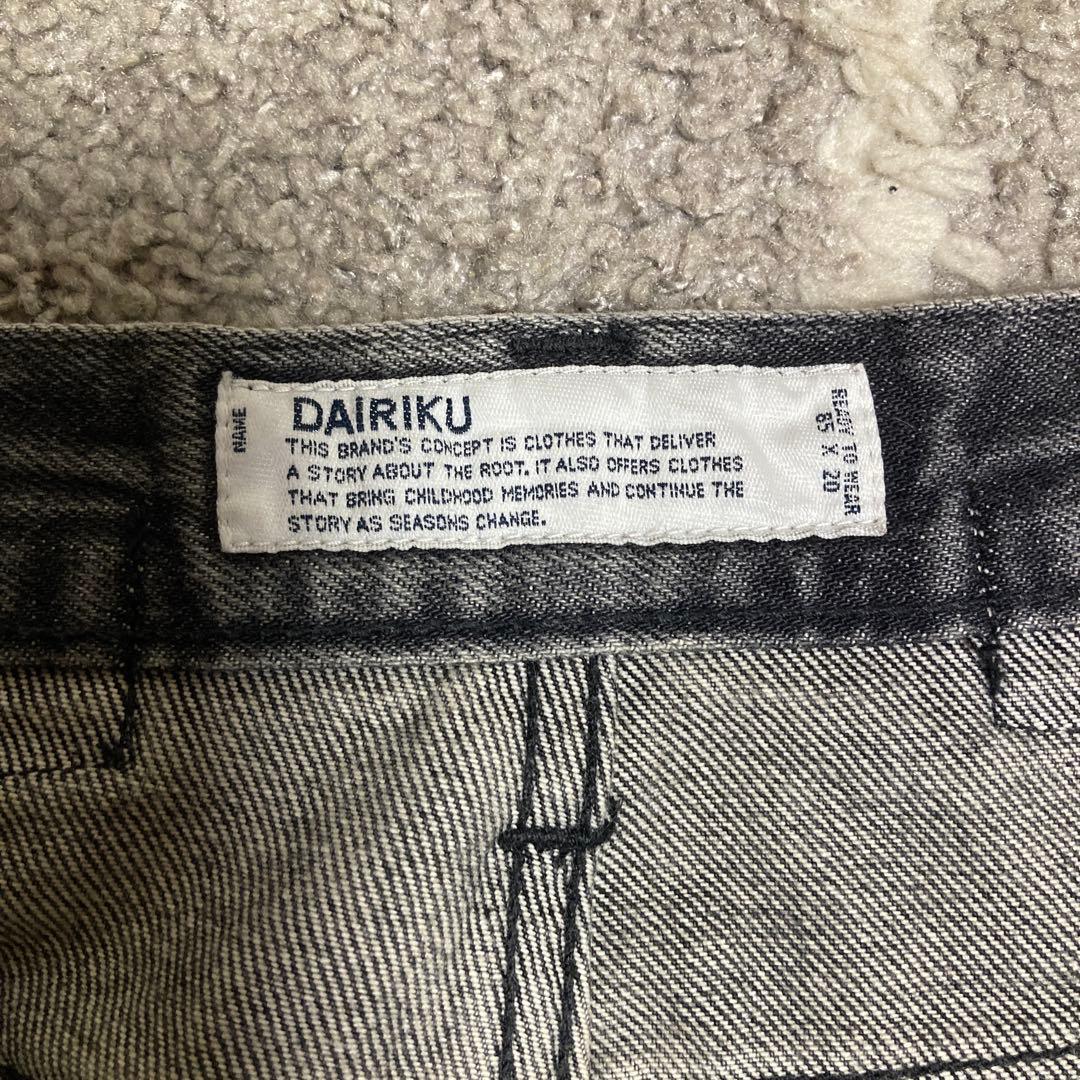 NAME
DAIRIKU
THIS BRAND'S CONCEPT IS CLOTHES THAT DELIVER
A STORY ABOUT THE ROOT. IT ALSO OFFERS CLOTHES
THAT BRING CHILDHOOD MEMORIES AND CONTINUE THE
STORY AS SEASONS CHANGE.
READY TO WEAR
85 Y 20